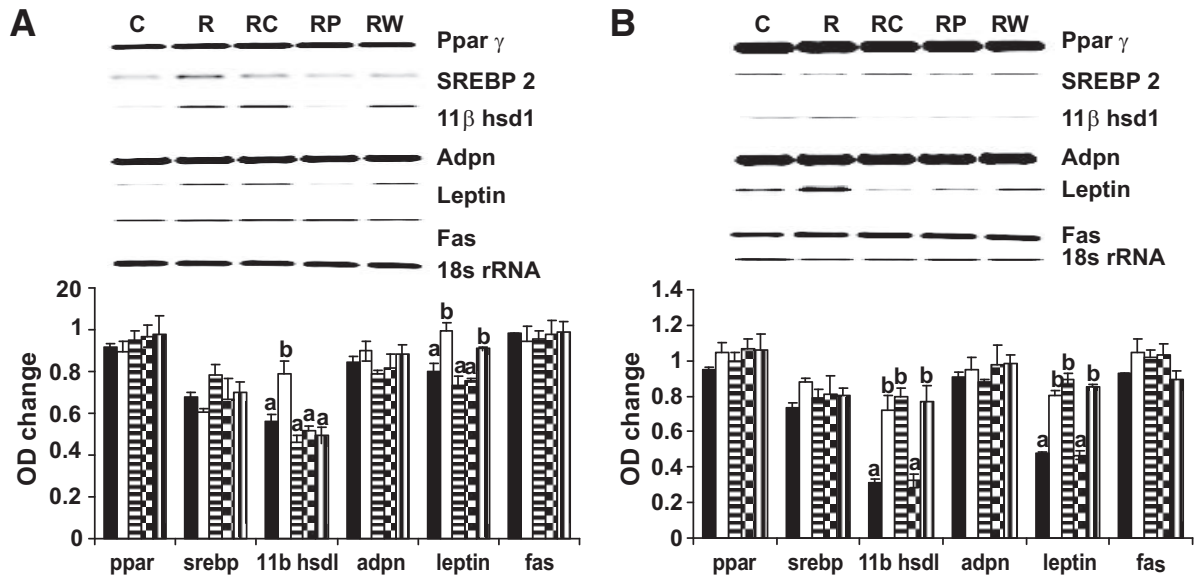 A
C R RC RP RW
Ppar γ
SREBP 2
11β hsd1
Adpn
Leptin
Fas
18s rRNA
20
1
0.8
0.6
0.4
0.2
0
OD change
a b a a a
a b a a b
ppar srebp 11b hsdl adpn leptin fas
B
C R RC RP RW
Ppar γ
SREBP 2
11β hsd1
Adpn
Leptin
Fas
18s rRNA
1.4
1.2
1
0.8
0.6
0.4
0.2
0
OD change
a b b a b
a b b a b
ppar srebp 11b hsdl adpn leptin fas